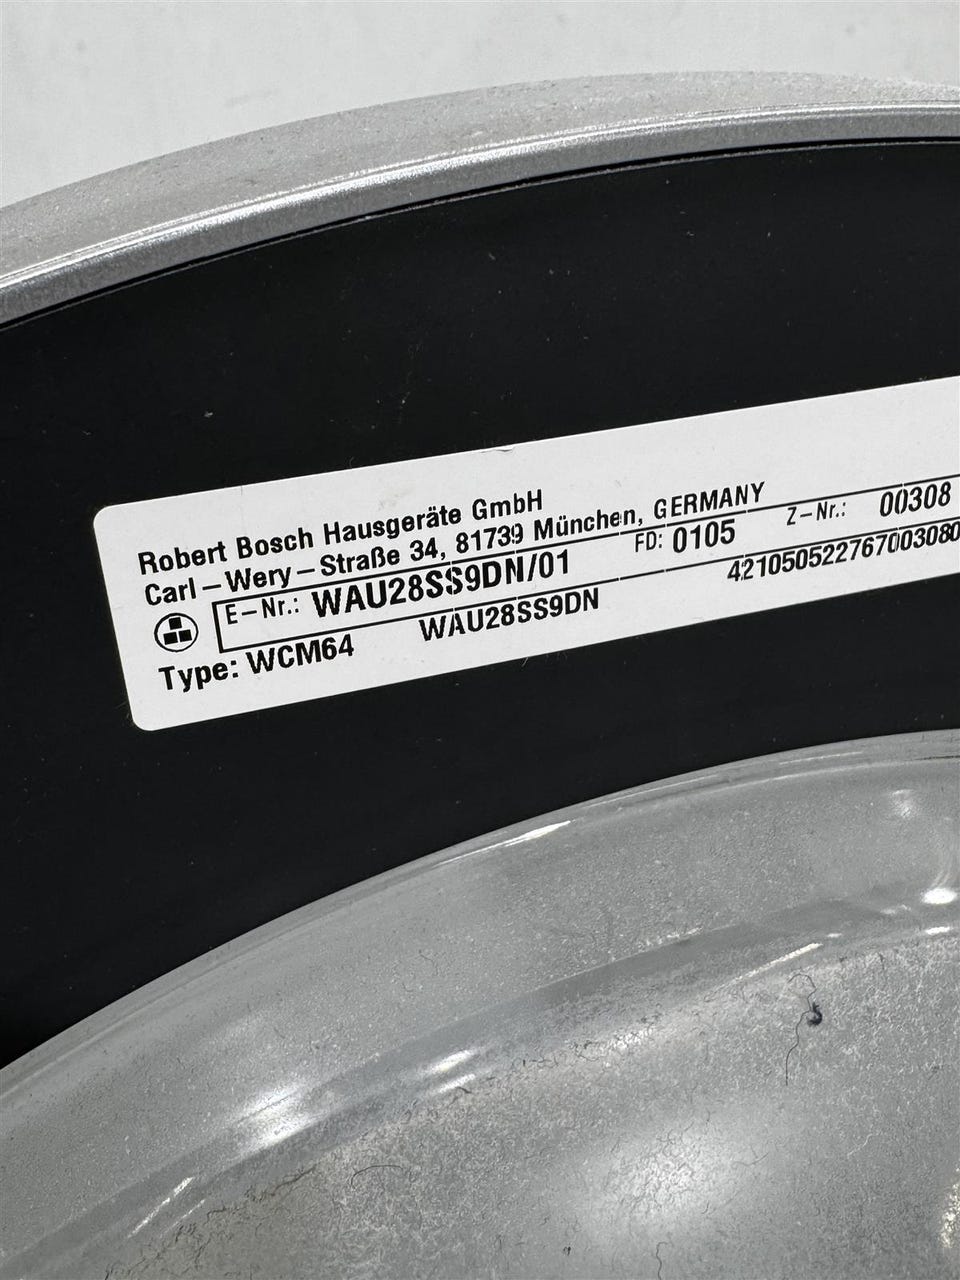 Robert Bosch Hausgeräte GmbH
Carl-Wery-Straße 34, 81739 München, GERMANY
E-Nr.: WAU28SS9DN/01 FD: 0105 Z-Nr.: 00308
Type: WCM64 WAU28SS9DN 421050522767003080